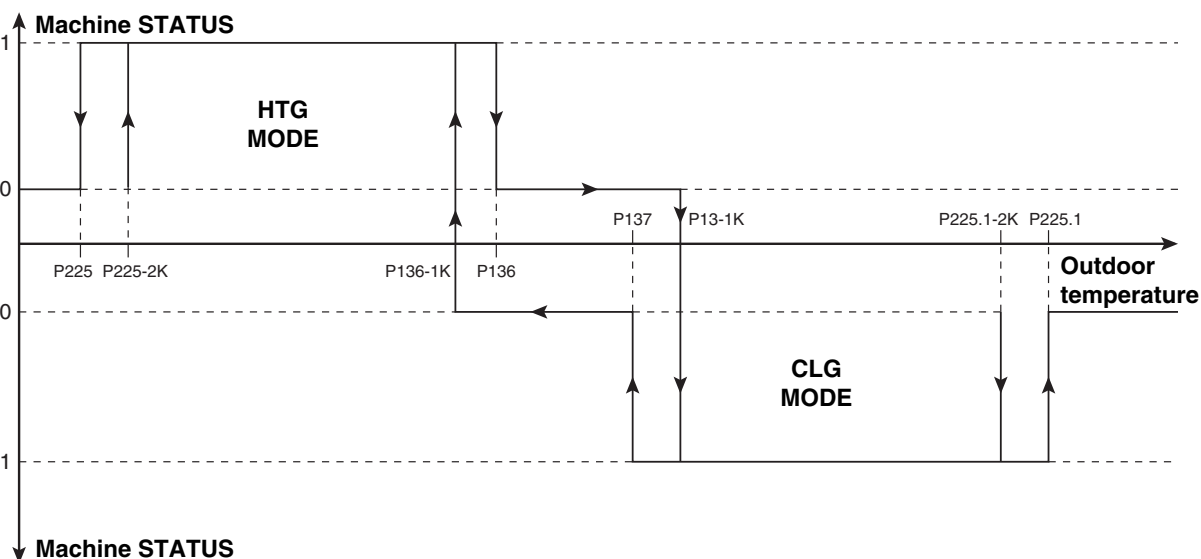 Machine STATUS
1
HTG
MODE
0
P137
P13-1K
P225.1-2K
P225.1
P225
P225-2K
P136-1K
P136
Outdoor
temperature
0
CLG
MODE
1
Machine STATUS